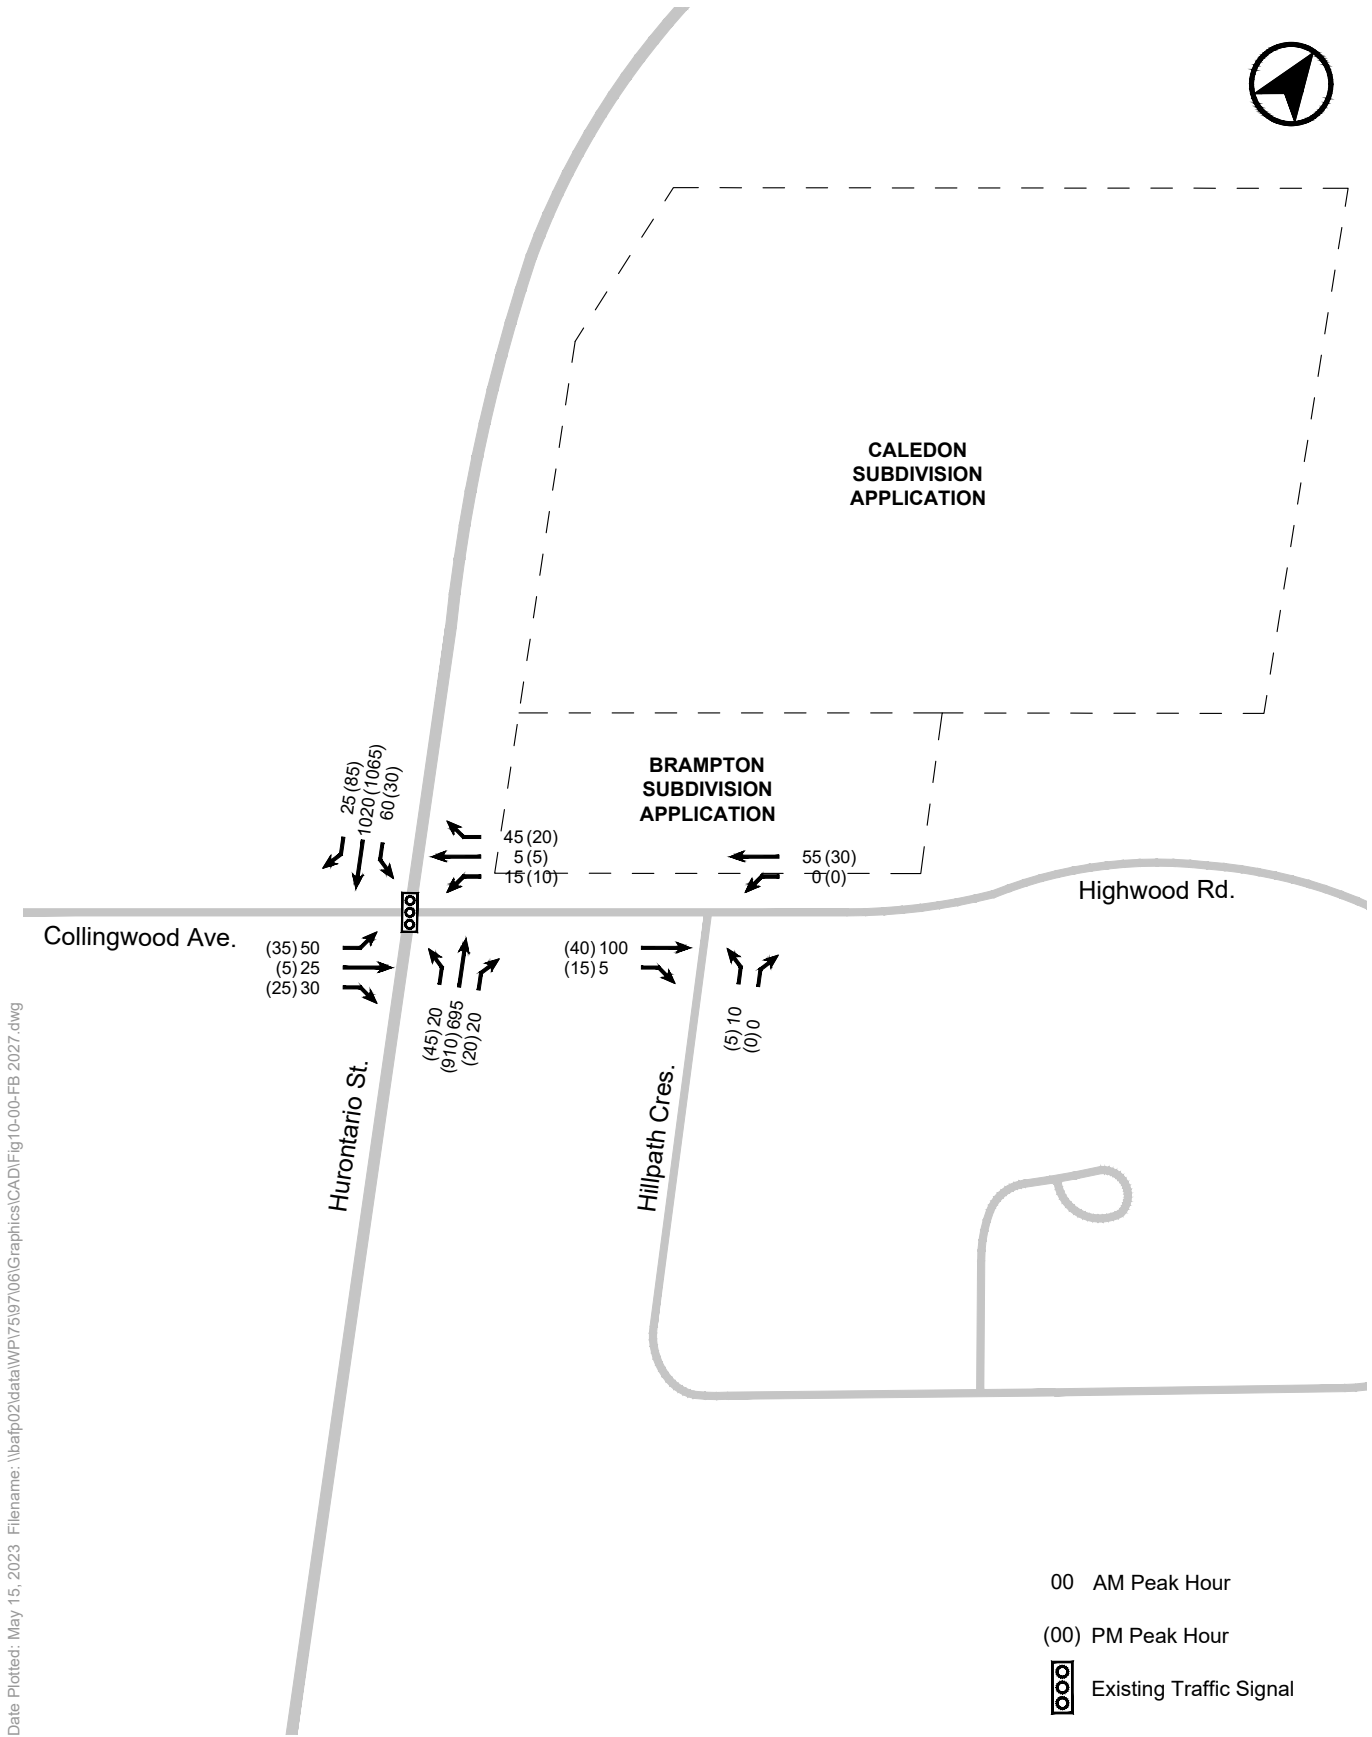 CALEDON
SUBDIVISION
APPLICATION
BRAMPTON
SUBDIVISION
APPLICATION
25 (85)
1020 (1065)
60 (30)
45 (20)
5 (5)
15 (10)
55 (30)
0 (0)
Highwood Rd.
Collingwood Ave.
(35) 50
(5) 25
(25) 30
(40) 100
(15) 5
(45) 20
(910) 695
(20) 20
(5) 10
(0) 0
Hurontario St.
Hillpath Cres.
00 AM Peak Hour
(00) PM Peak Hour
Existing Traffic Signal
Date Plotted: May 15, 2023 Filename: \\bafp02\data\WP\75\97\06\Graphics\CAD\Fig10-00-FB 2027.dwg